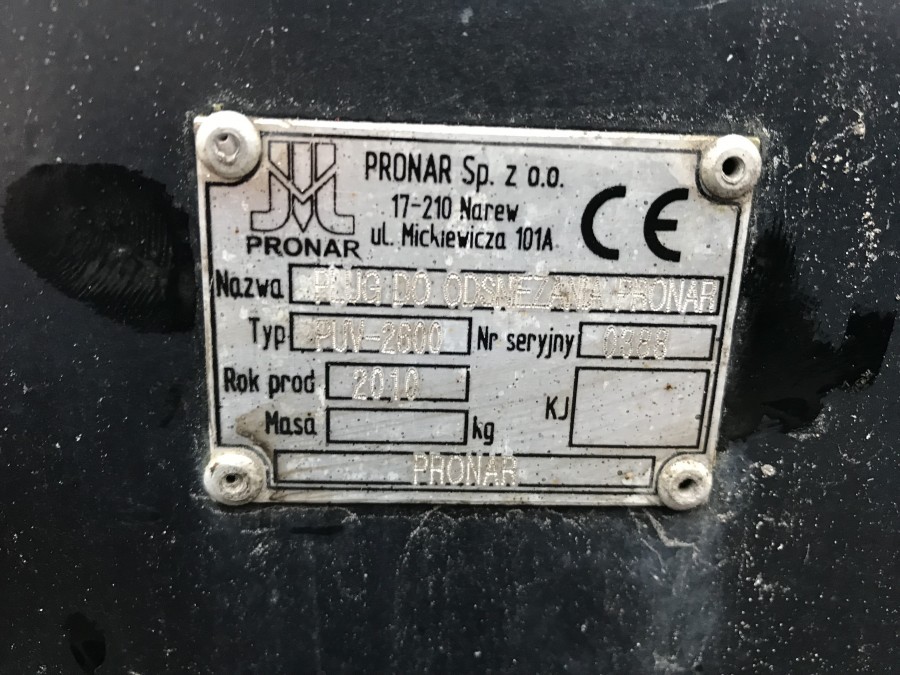 PRONAR Sp. z o.o.
17-210 Narew
ul. Mickiewicza 101A
CE
PRONAR
Nazwa PŁUG DO ODŚNIEŻANIA PRONAR
Typ PUV-2600
Nr seryjny 0388
Rok prod 2010
Masa kg
KJ
PRONAR